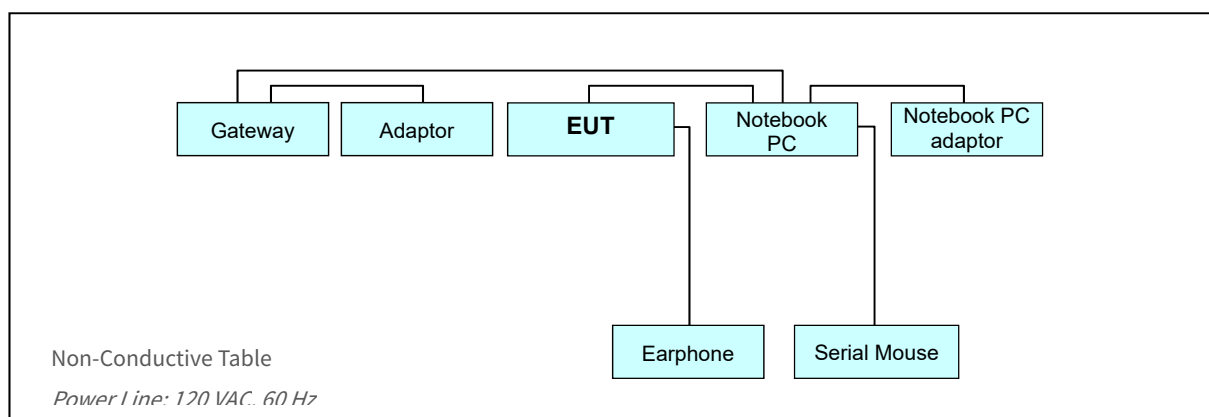 Gateway
Adaptor
EUT
Notebook
PC
Notebook PC
adaptor
Earphone
Serial Mouse
Non-Conductive Table
Power Line: 120 VAC, 60 Hz